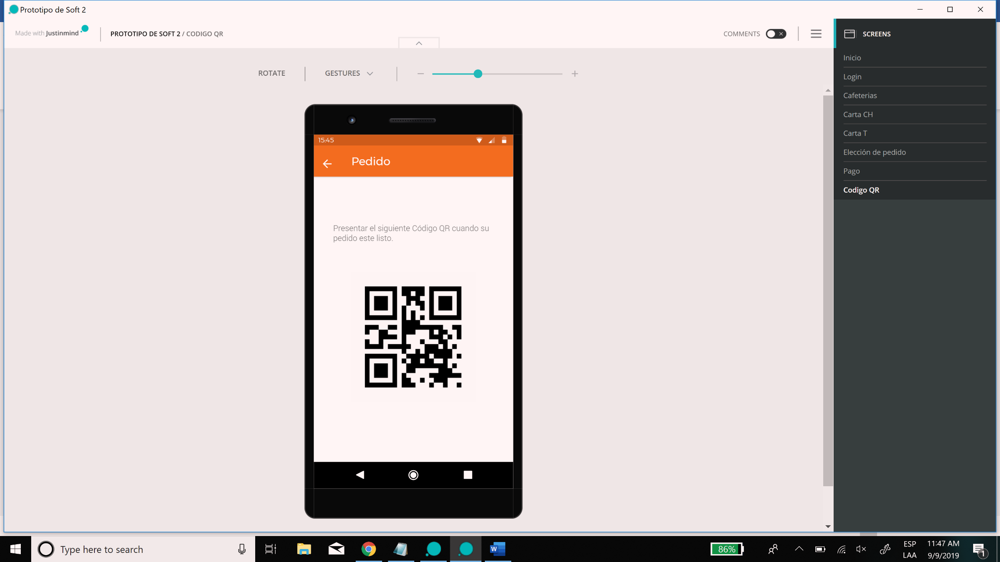 Prototipo de Soft 2
Made with Justinmind
PROTOTIPO DE SOFT 2 / CODIGO QR
COMMENTS
SCREENS
Inicio
Login
Cafeterias
Carta CH
Carta T
Elección de pedido
Pago
Codigo QR
ROTATE
GESTURES
15:45
Pedido
Presentar el siguiente Código QR cuando su
pedido este listo.
Type here to search
W
86%
ESP
LAA
11:47 AM
9/9/2019
1